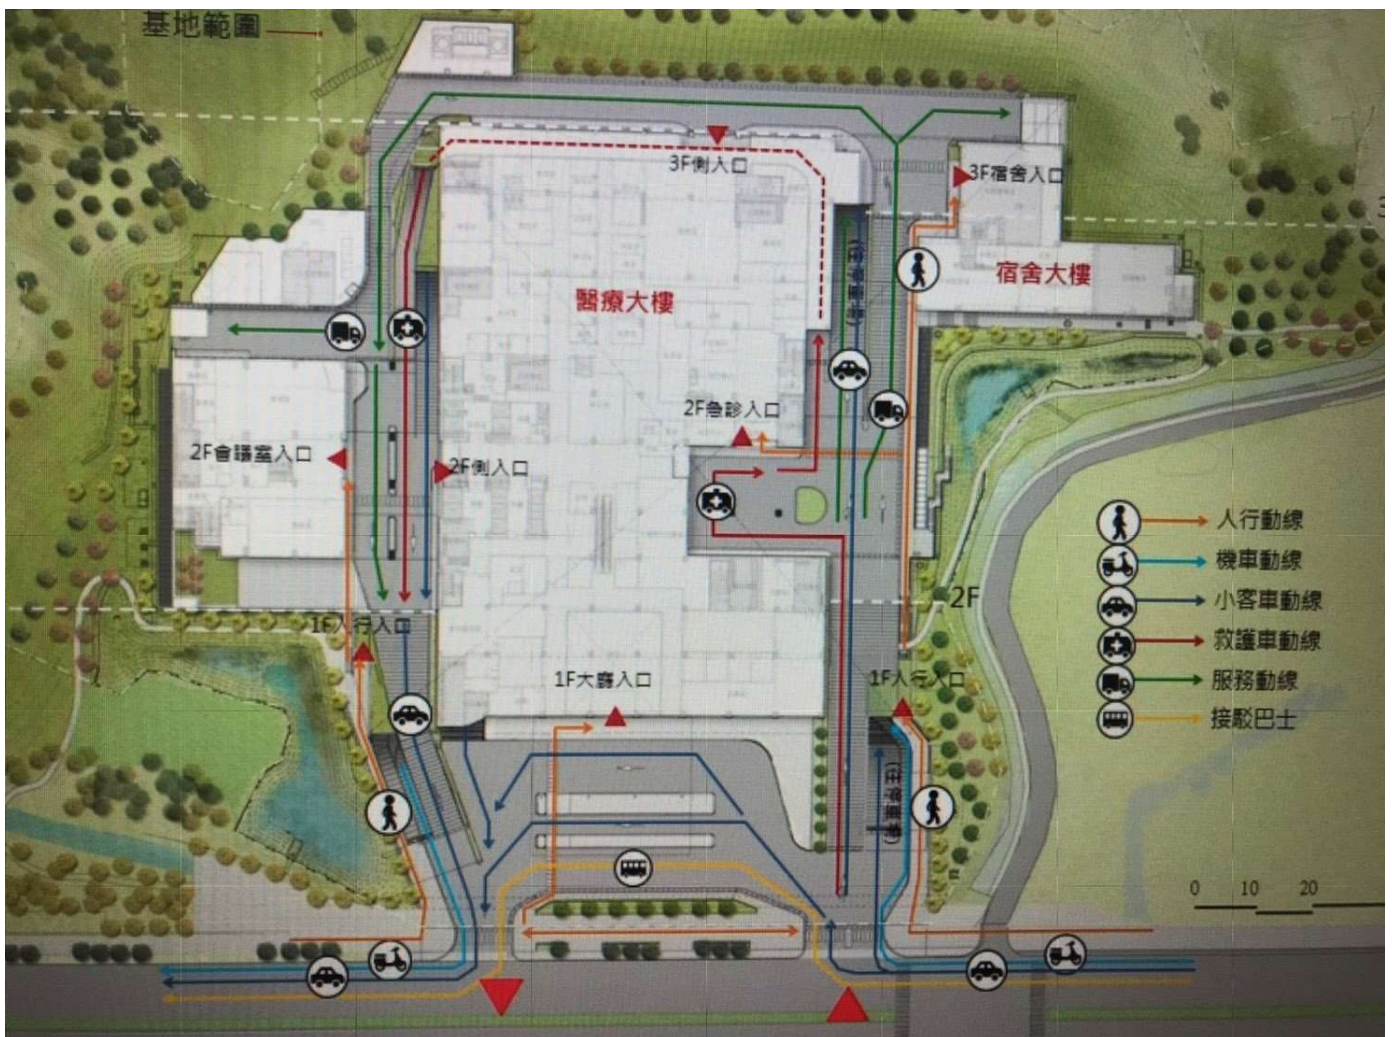 基地範圍
3F側入口
3F宿舍入口
宿舍大樓
醫療大樓
2F急診入口
2F會議室入口
2F側入口
人行動線
機車動線
2F
小客車動線
1F人行入口
救護車動線
1F大廳入口
1F人行入口
服務動線
接駁巴士
0 10 20